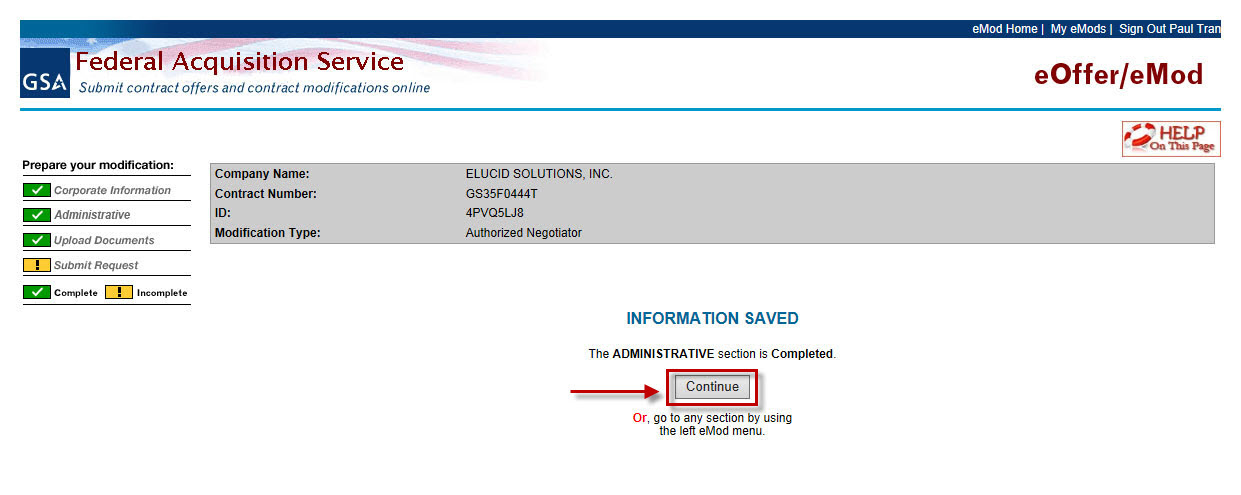 eMod Home | My eMods | Sign Out Paul Tran
GSA
Federal Acquisition Service
Submit contract offers and contract modifications online
eOffer/eMod
HELP
On This Page
Prepare your modification:
Corporate Information
Administrative
Upload Documents
! Submit Request
Complete ! Incomplete
Company Name: ELUCID SOLUTIONS, INC.
Contract Number: GS35F0444T
ID: 4PVQ5LJ8
Modification Type: Authorized Negotiator
INFORMATION SAVED
The ADMINISTRATIVE section is Completed.
Continue
Or, go to any section by using
the left eMod menu.